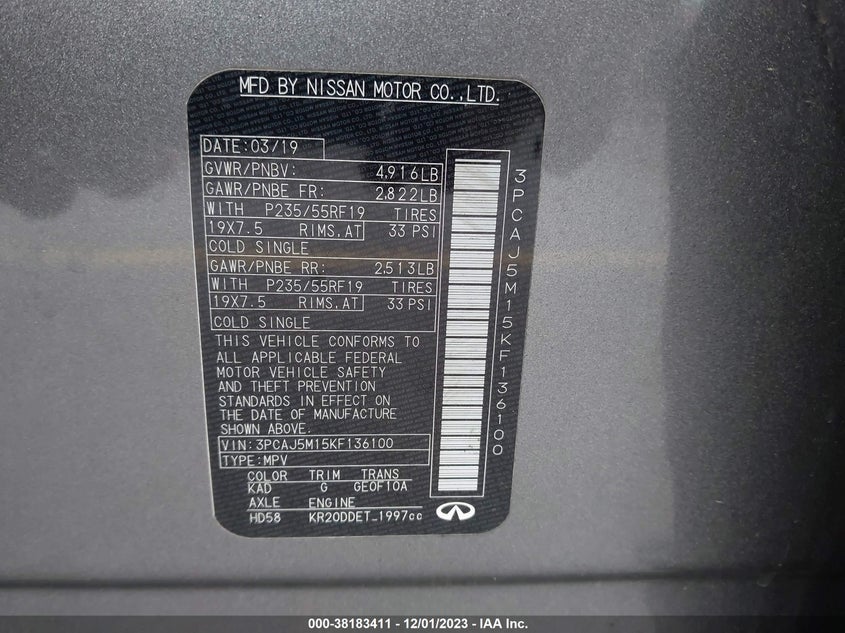 MFD BY NISSAN MOTOR CO.,LTD.
DATE:03/19
GVWR/PNBV: 4,916LB
GAWR/PNBE FR: 2,822LB
WITH P235/55RF19 TIRES
19X7.5 RIMS,AT 33 PSI
COLD SINGLE
GAWR/PNBE RR: 2,513LB
WITH P235/55RF19 TIRES
19X7.5 RIMS,AT 33 PSI
COLD SINGLE
THIS VEHICLE CONFORMS TO
ALL APPLICABLE FEDERAL
MOTOR VEHICLE SAFETY
AND THEFT PREVENTION
STANDARDS IN EFFECT ON
THE DATE OF MANUFACTURE
SHOWN ABOVE.
VIN:3PCAJ5M15KF136100
TYPE:MPV
COLOR TRIM TRANS
KAD G GE0F10A
AXLE ENGINE
HD58 KR20DDET_1997cc
3PCAJ5M15KF136100
000-38183411 - 12/01/2023 - IAA Inc.